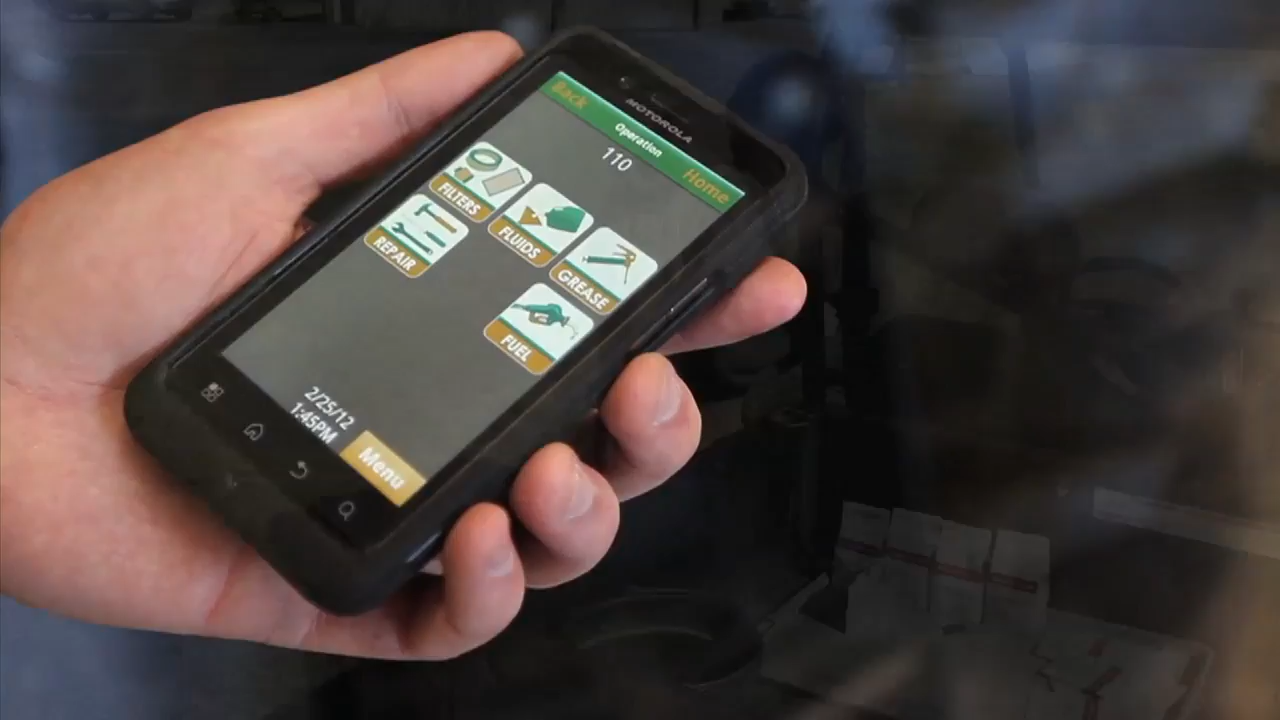 MOTOROLA
Back
Operation
Home
110
FILTERS
FLUIDS
GREASE
REPAIR
FUEL
2/25/12
1:45PM
Menu